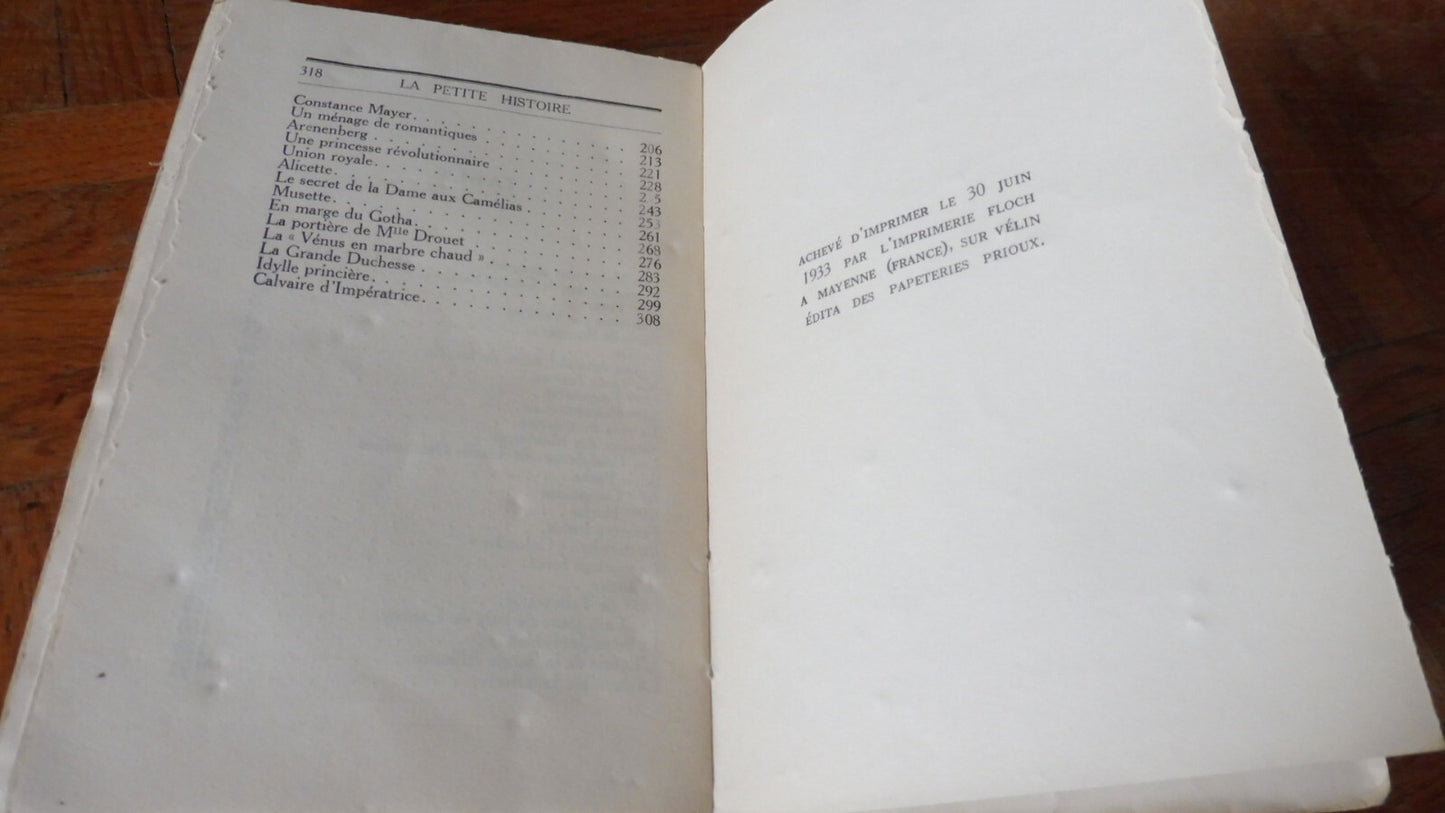 318 LA PETITE HISTOIRE
Constance Mayer. . . . . . . . . . . . . . 206
Un ménage de romantiques . . . . . . . . . . 213
Arenenberg . . . . . . . . . . . . . . . . 221
Une princesse révolutionnaire . . . . . . . . . 228
Union royale. . . . . . . . . . . . . . . . 2 5
Alicette. . . . . . . . . . . . . . . . . . 243
Le secret de la Dame aux Camélias . . . . . . . 253
Musette. . . . . . . . . . . . . . . . . . 261
En marge du Gotha. . . . . . . . . . . . . . 268
La portière de Mlle Drouet . . . . . . . . . . 276
La « Vénus en marbre chaud » . . . . . . . . . 283
La Grande Duchesse . . . . . . . . . . . . . 292
Idylle princière. . . . . . . . . . . . . . . 299
Calvaire d'Impératrice. . . . . . . . . . . . 308
ACHEVÉ D'IMPRIMER LE 30 JUIN
1933 PAR L'IMPRIMERIE FLOCH
A MAYENNE (FRANCE), SUR VÉLIN
ÉDITA DES PAPETERIES PRIOUX.